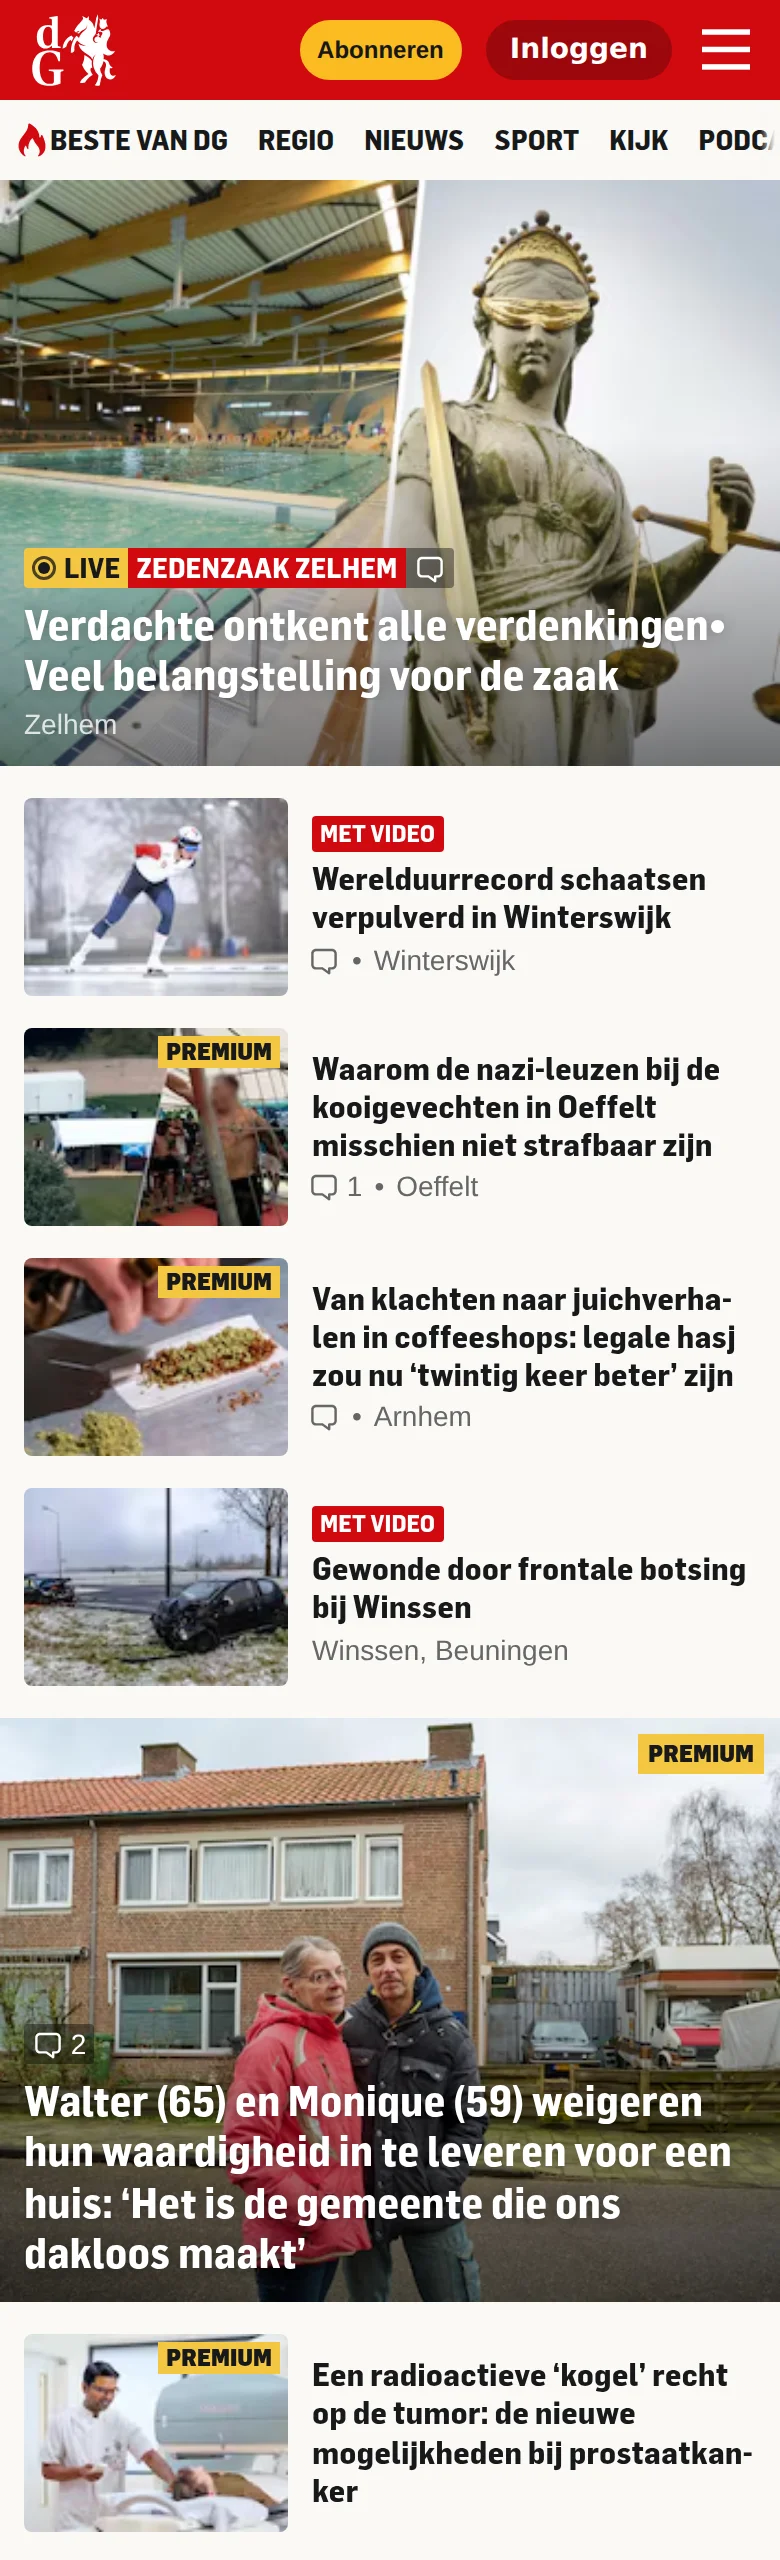 dG
Abonneren
Inloggen
BESTE VAN DG REGIO NIEUWS SPORT KIJK
LIVE ZEDENZAAK ZELHEM
Verdachte ontkent alle verdenkingen•
Veel belangstelling voor de zaak
Zelhem
MET VIDEO
Werelduurrecord schaatsen
verpulverd in Winterswijk
• Winterswijk
PREMIUM
Waarom de nazi-leuzen bij de
kooigevechten in Oeffelt
misschien niet strafbaar zijn
1 • Oeffelt
PREMIUM
Van klachten naar juichverha-
len in coffeeshops: legale hasj
zou nu ‘twintig keer beter’ zijn
• Arnhem
MET VIDEO
Gewonde door frontale botsing
bij Winssen
Winssen, Beuningen
PREMIUM
2
Walter (65) en Monique (59) weigeren
hun waardigheid in te leveren voor een
huis: ‘Het is de gemeente die ons
dakloos maakt’
PREMIUM
Een radioactieve ‘kogel’ recht
op de tumor: de nieuwe
mogelijkheden bij prostaatkan-
ker